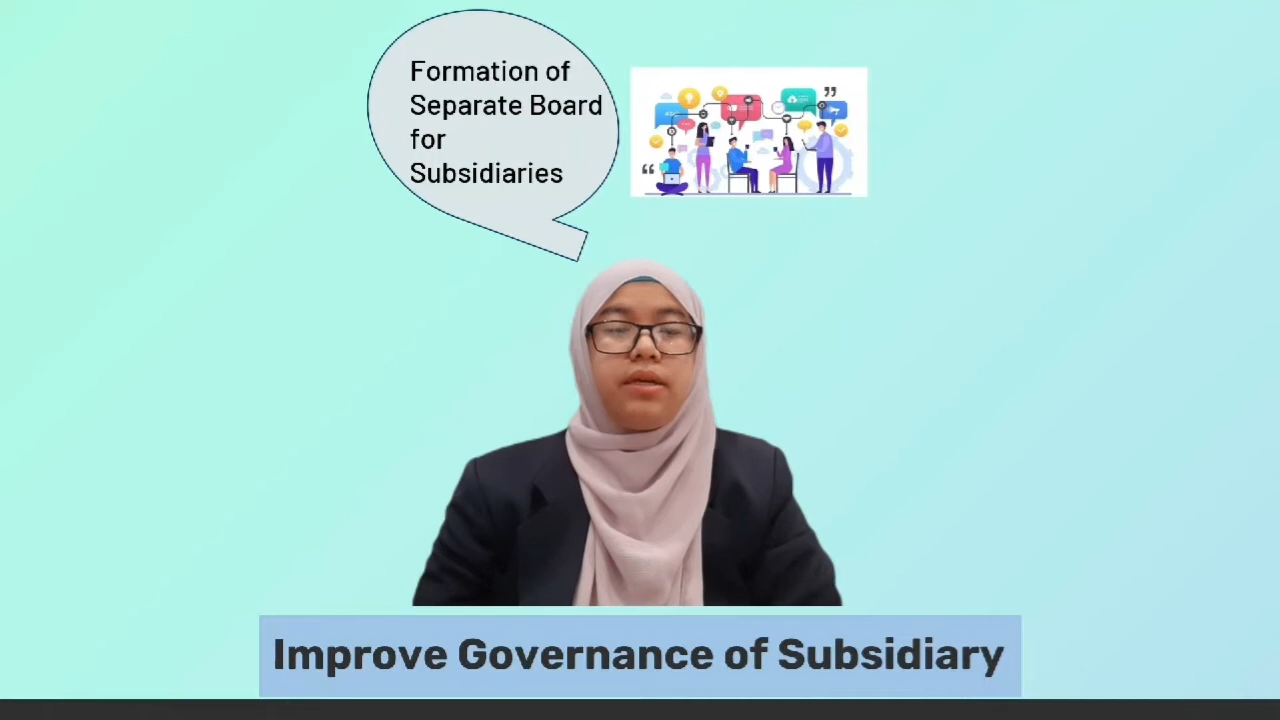 Formation of
Separate Board
for
Subsidiaries
Improve Governance of Subsidiary